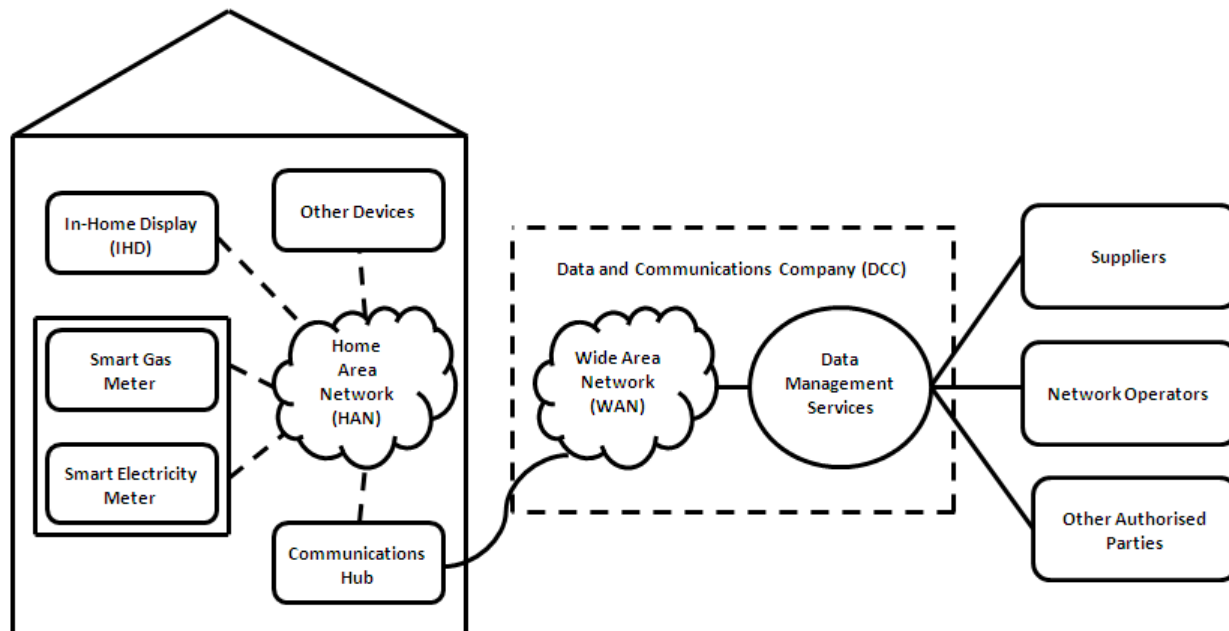 In-Home Display
(IHD)
Other Devices
Smart Gas
Meter
Smart Electricity
Meter
Home
Area
Network
(HAN)
Communications
Hub
Data and Communications Company (DCC)
Wide Area
Network
(WAN)
Data
Management
Services
Suppliers
Network Operators
Other Authorised
Parties